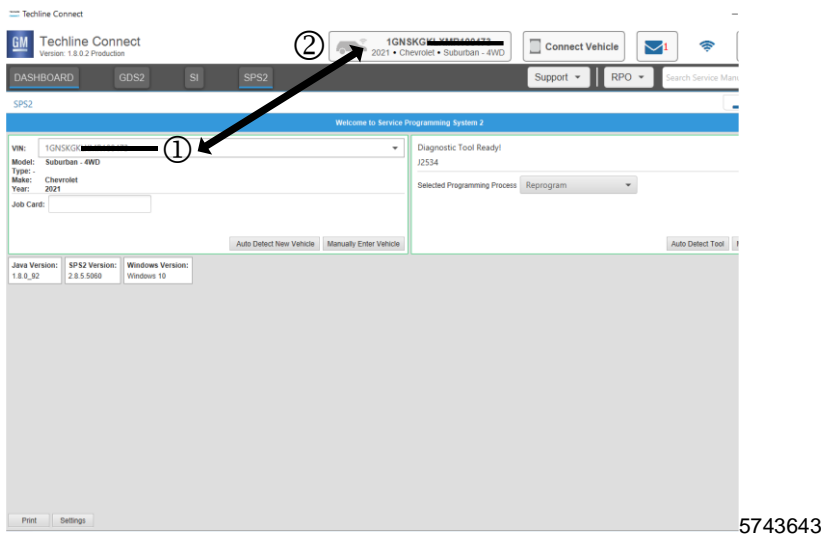 Techline Connect
GM Techline Connect
Version: 1.8.0.2 Production
② 1GNSKGKL
2021 • Chevrolet • Suburban - 4WD
Connect Vehicle
1
DASHBOARD GDS2 SI SPS2
Support RPO Search Service Man
SPS2
Welcome to Service Programming System 2
VIN: 1GNSKGK
①
Model: Suburban - 4WD
Type: -
Make: Chevrolet
Year: 2021
Job Card:
Auto Detect New Vehicle Manually Enter Vehicle
Diagnostic Tool Ready!
J2534
Selected Programming Process Reprogram
Auto Detect Tool
Java Version: SPS2 Version: Windows Version:
1.8.0_92 2.8.5.5060 Windows 10
Print Settings
5743643